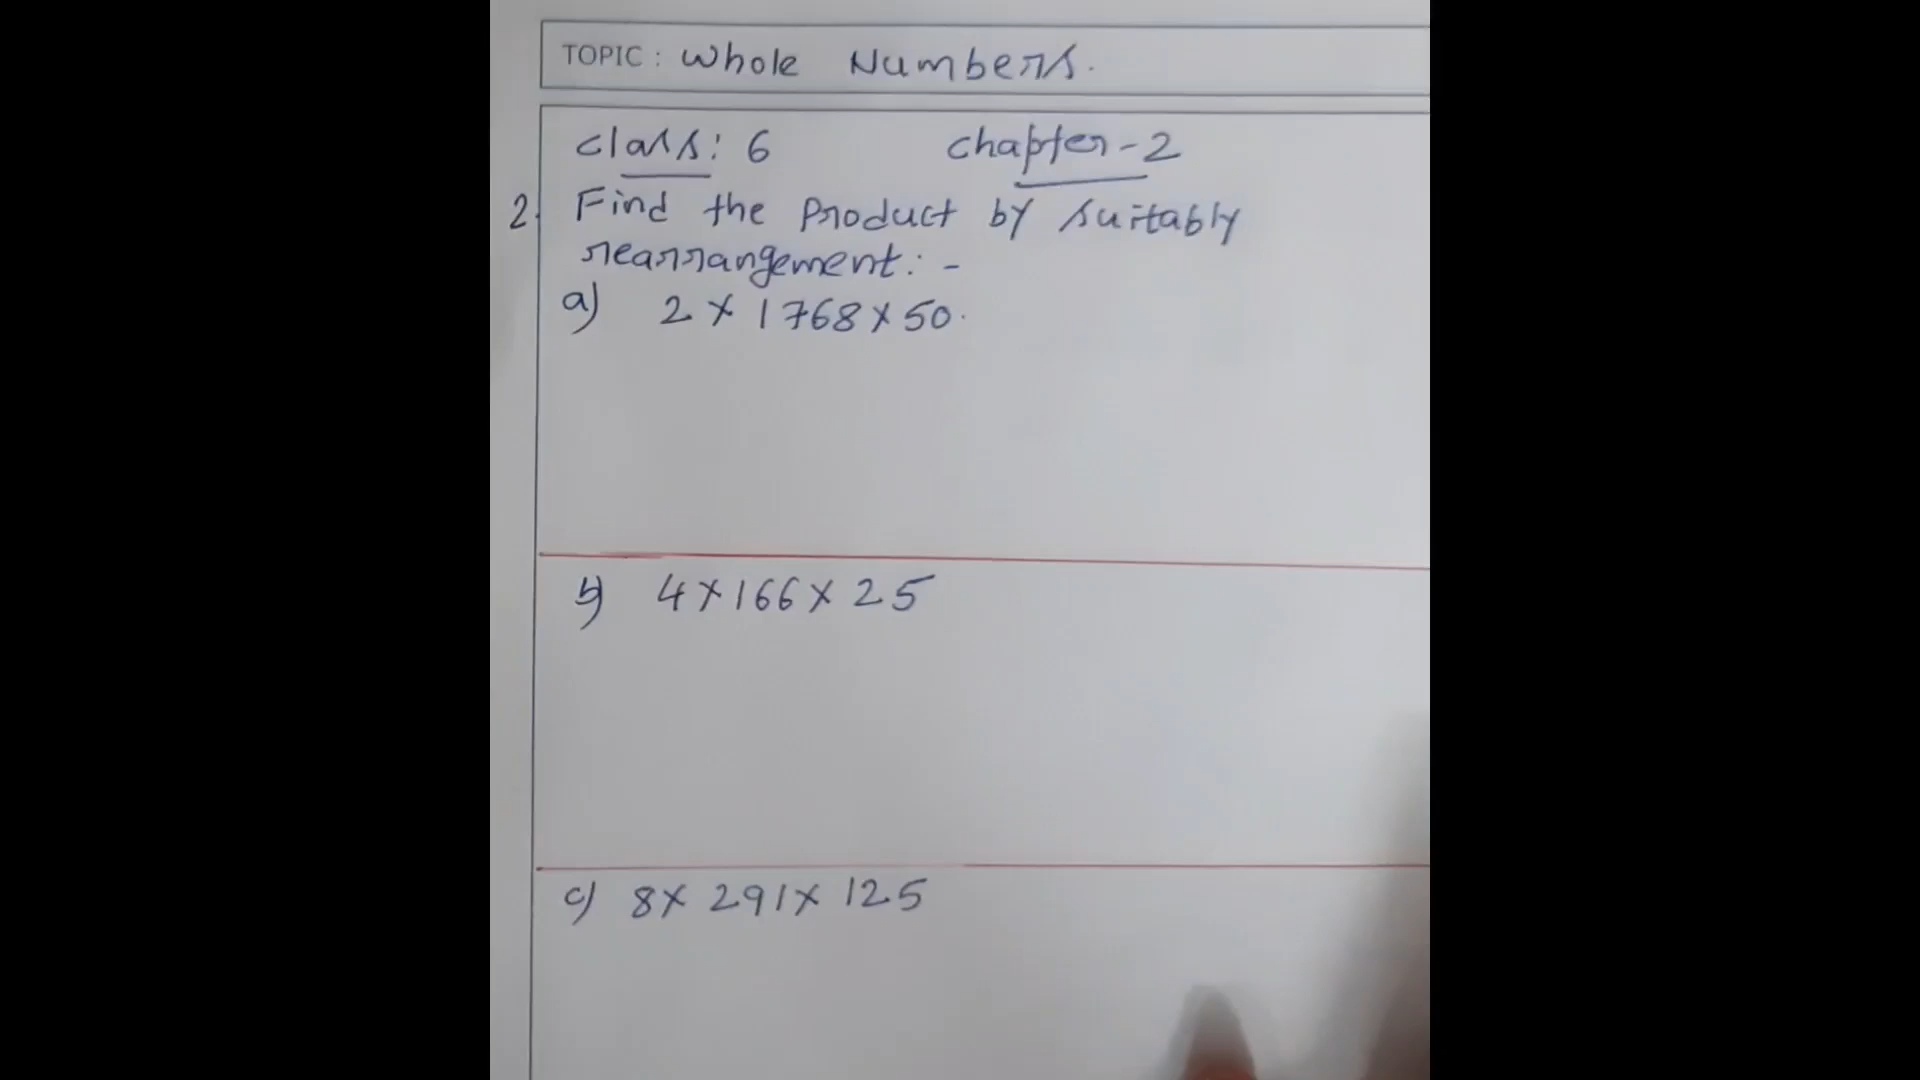 TOPIC : Whole Numbers.
class: 6 chapter-2
2. Find the Product by suitably
rearrangement: -
a) 2 × 1768 × 50.
b) 4 × 166 × 25
c) 8 × 291 × 125